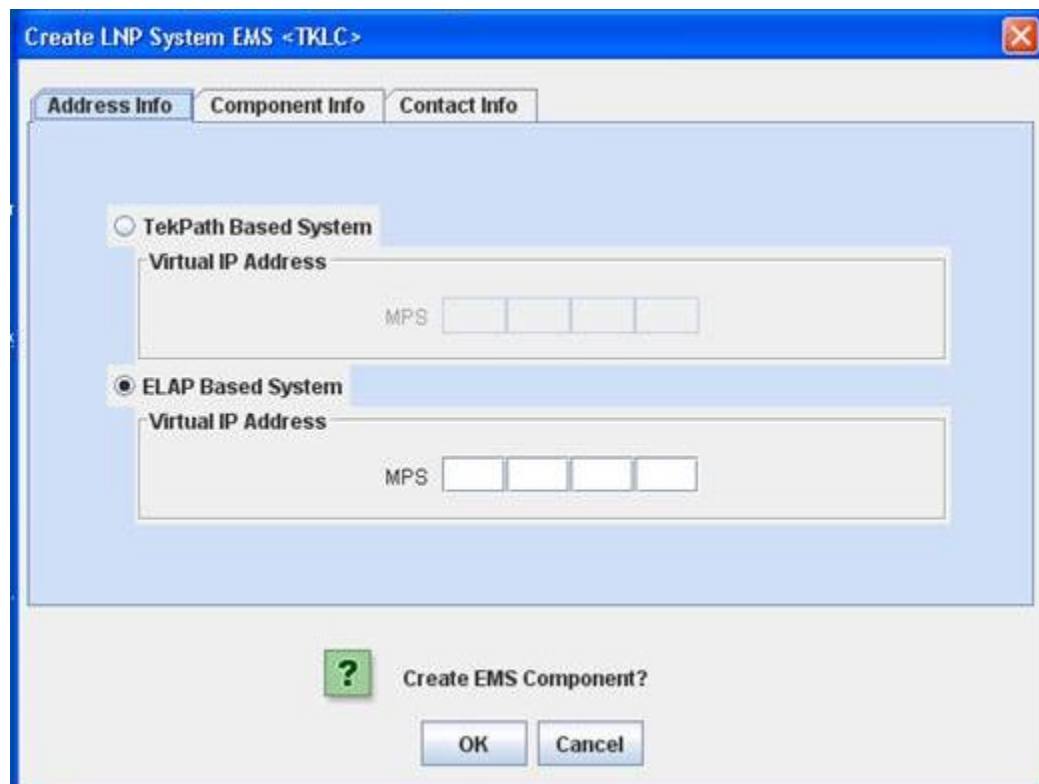 Create LNP System EMS <TKLC>
Address Info Component Info Contact Info
TekPath Based System
Virtual IP Address
MPS
ELAP Based System
Virtual IP Address
MPS
? Create EMS Component?
OK Cancel